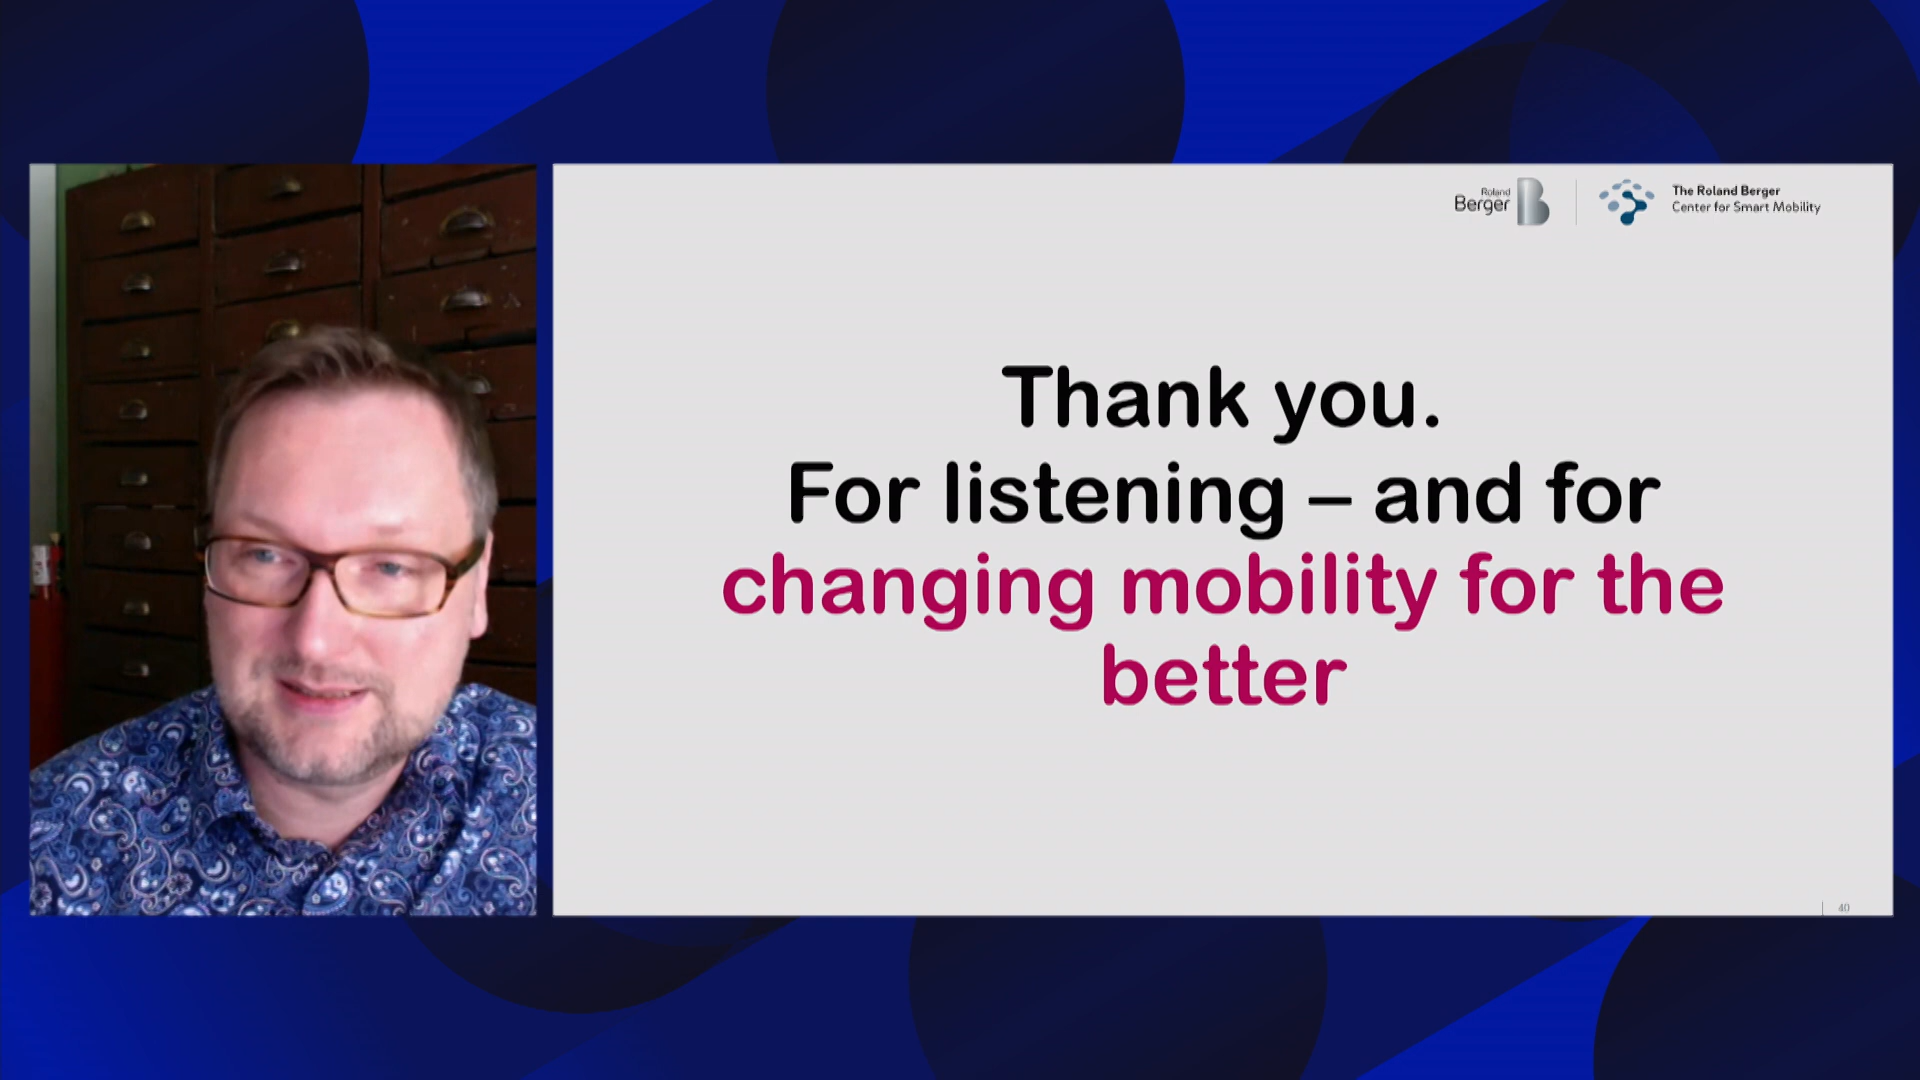 Roland
Berger
The Roland Berger
Center for Smart Mobility
Thank you.
For listening – and for
changing mobility for the
better
40